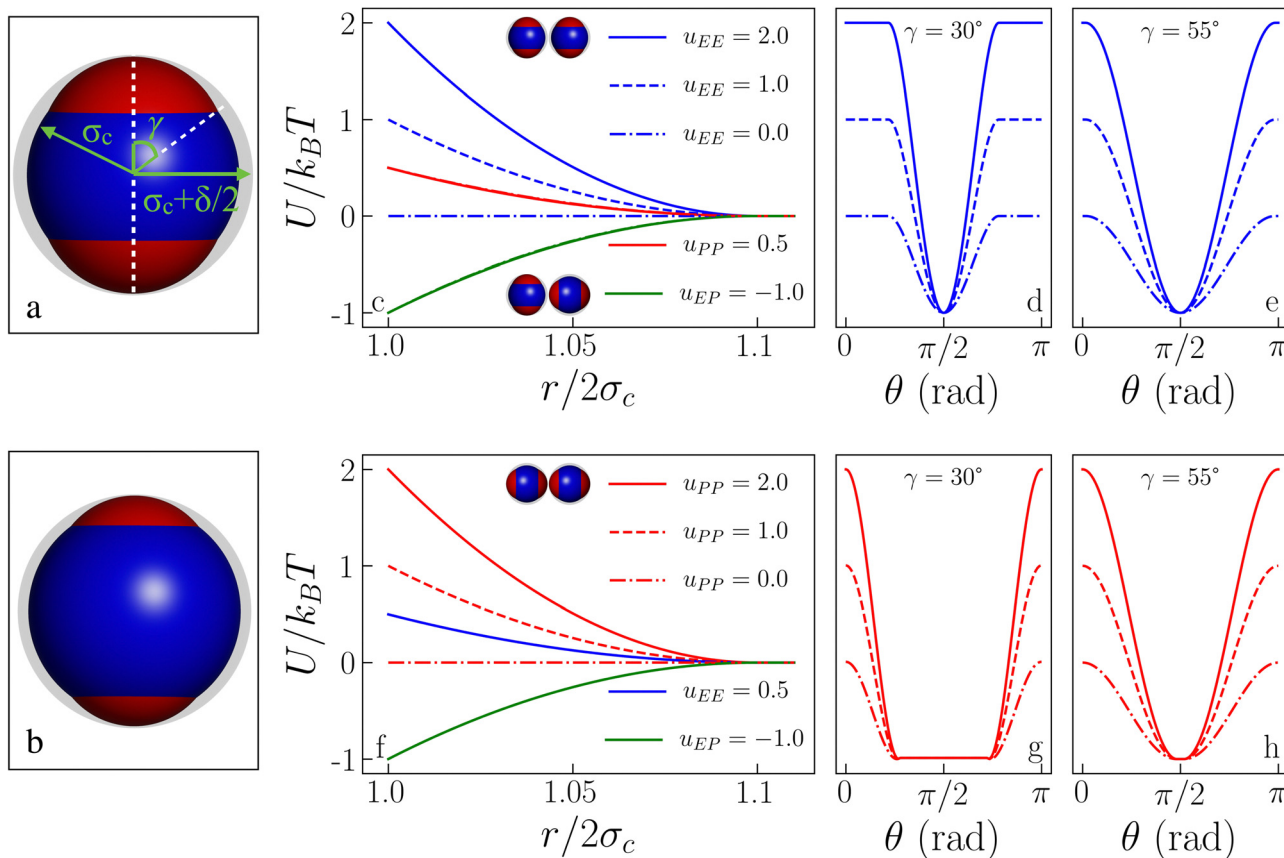 a
σc
γ
σc+δ/2
U/kBT
2
1
0
-1
uEE = 2.0
uEE = 1.0
uEE = 0.0
uPP = 0.5
uEP = −1.0
c
1.0
1.05
1.1
r/2σc
γ = 30°
d
0
π/2
π
θ (rad)
γ = 55°
e
0
π/2
π
θ (rad)
b
U/kBT
2
1
0
-1
uPP = 2.0
uPP = 1.0
uPP = 0.0
uEE = 0.5
uEP = −1.0
f
1.0
1.05
1.1
r/2σc
γ = 30°
g
0
π/2
π
θ (rad)
γ = 55°
h
0
π/2
π
θ (rad)